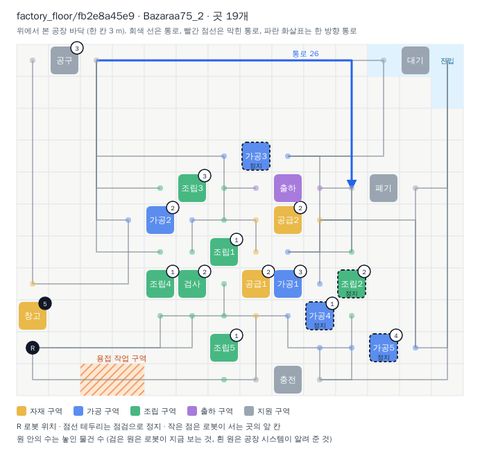 factory_floor/fb2e8a45e9 · Bazaraa75_2 · 곳 19개
위에서 본 공장 바닥 (한 칸 3 m). 회색 선은 통로, 빨간 점선은 막힌 통로, 파란 화살표는 한 방향 통로
3
통로 26
공구
대기
진입
가공3
정지
3
조립3
출하
폐기
2
가공2
2
공급2
1
조립1
1
조립4
2
검사
2
공급1
1
가공1
2
조립2
정지
5
창고
1
가공4
정지
R
1
조립5
4
가공5
정지
용접 작업 구역
충전
자재 구역
가공 구역
조립 구역
출하 구역
지원 구역
R 로봇 위치 · 점선 테두리는 점검으로 정지 · 작은 점은 로봇이 서는 곳의 앞 칸
원 안의 수는 놓인 물건 수 (검은 원은 로봇이 지금 보는 것, 흰 원은 공장 시스템이 알려 준 것)